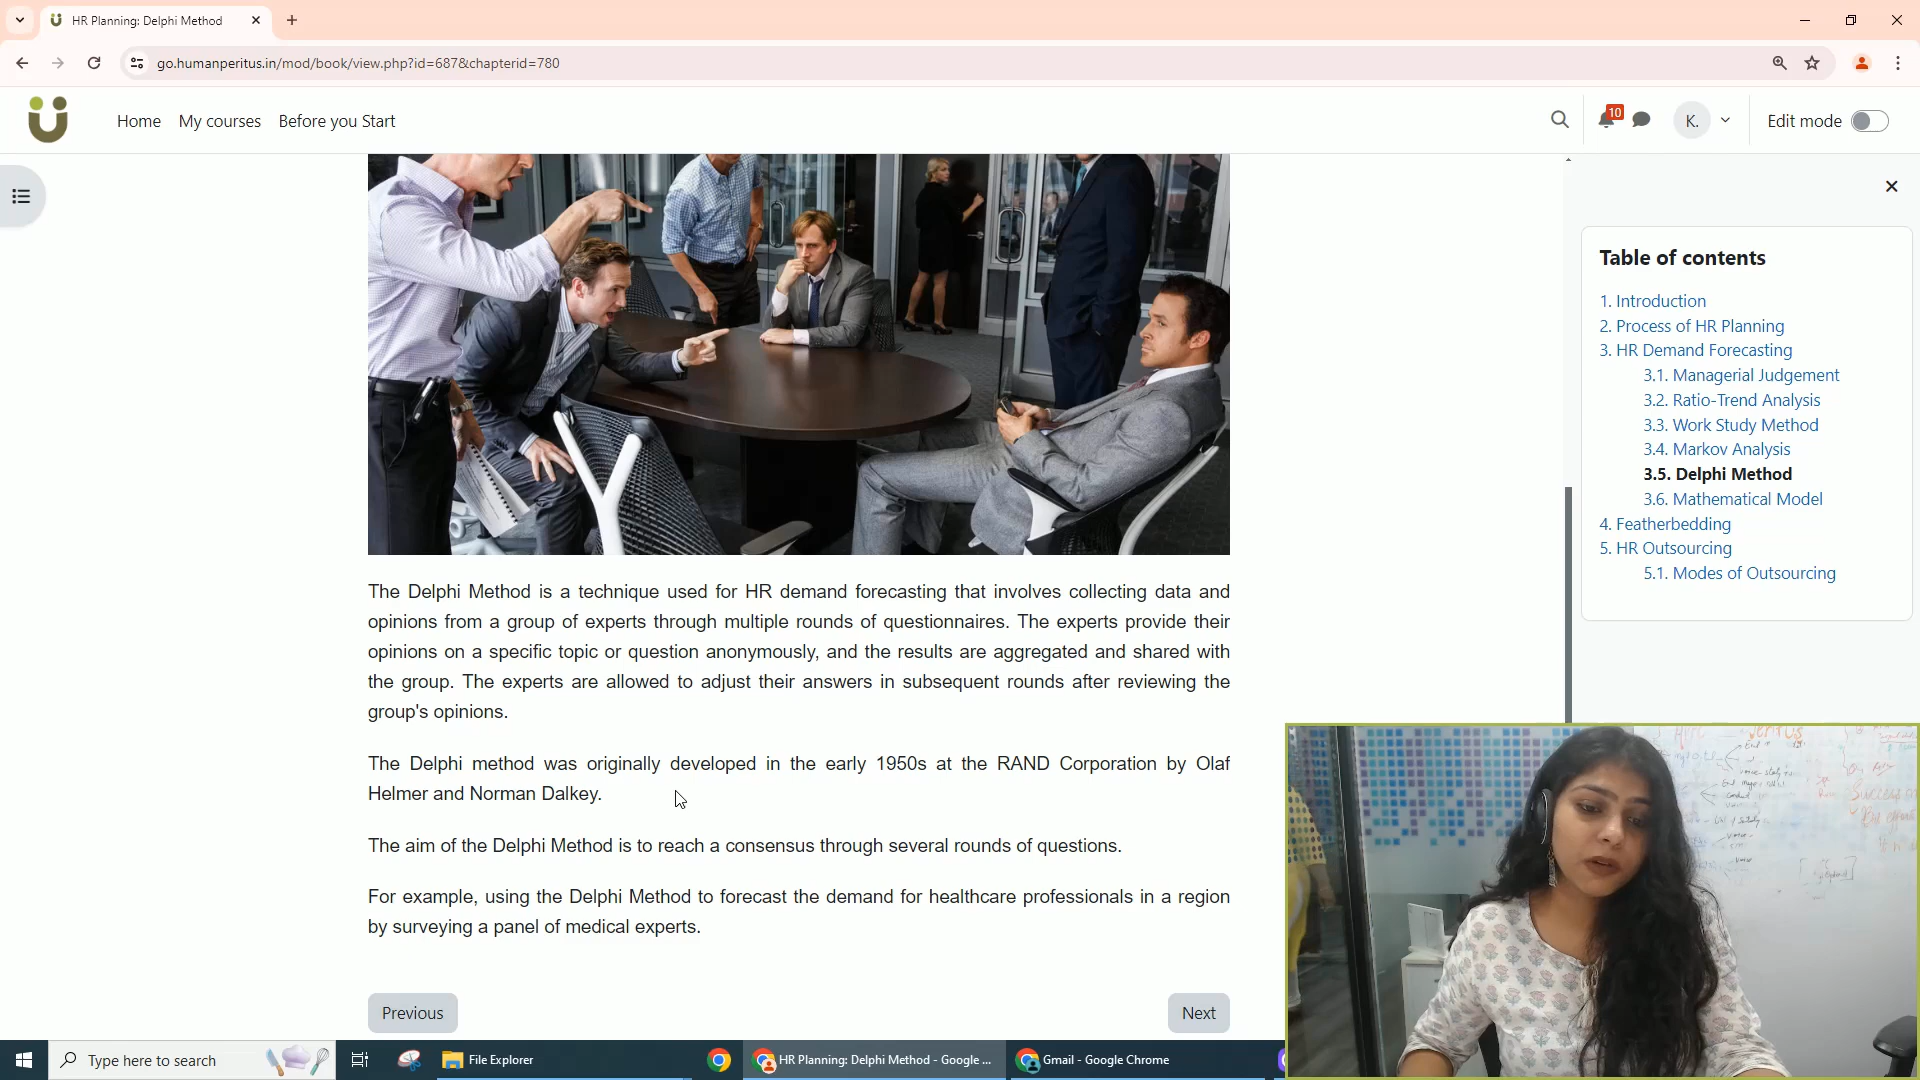 HR Planning: Delphi Method
go.humanperitus.in/mod/book/view.php?id=687&chapterid=780
Home My courses Before you Start
10
K.
Edit mode
Table of contents
1. Introduction
2. Process of HR Planning
3. HR Demand Forecasting
3.1. Managerial Judgement
3.2. Ratio-Trend Analysis
3.3. Work Study Method
3.4. Markov Analysis
3.5. Delphi Method
3.6. Mathematical Model
4. Featherbedding
5. HR Outsourcing
5.1. Modes of Outsourcing
The Delphi Method is a technique used for HR demand forecasting that involves collecting data and
opinions from a group of experts through multiple rounds of questionnaires. The experts provide their
opinions on a specific topic or question anonymously, and the results are aggregated and shared with
the group. The experts are allowed to adjust their answers in subsequent rounds after reviewing the
group's opinions.
The Delphi method was originally developed in the early 1950s at the RAND Corporation by Olaf
Helmer and Norman Dalkey.
The aim of the Delphi Method is to reach a consensus through several rounds of questions.
For example, using the Delphi Method to forecast the demand for healthcare professionals in a region
by surveying a panel of medical experts.
Previous
Next
Type here to search
File Explorer
HR Planning: Delphi Method - Google ...
Gmail - Google Chrome